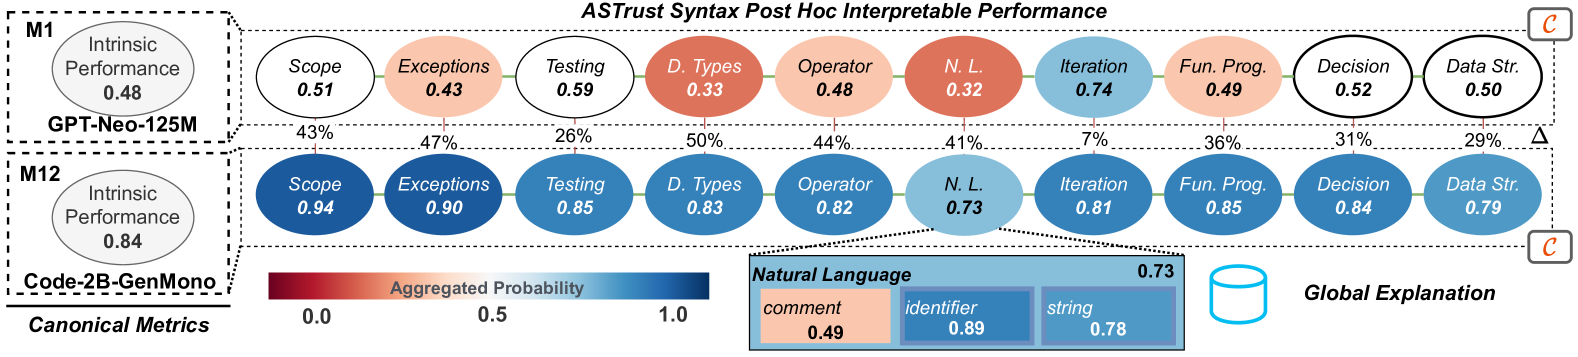 ASTrust Syntax Post Hoc Interpretable Performance
M1
Intrinsic
Performance
0.48
GPT-Neo-125M
Scope
0.51
Exceptions
0.43
Testing
0.59
D. Types
0.33
Operator
0.48
N. L.
0.32
Iteration
0.74
Fun. Prog.
0.49
Decision
0.52
Data Str.
0.50
C
43%
47%
26%
50%
44%
41%
7%
36%
31%
29%
Δ
M12
Intrinsic
Performance
0.84
Code-2B-GenMono
Scope
0.94
Exceptions
0.90
Testing
0.85
D. Types
0.83
Operator
0.82
N. L.
0.73
Iteration
0.81
Fun. Prog.
0.85
Decision
0.84
Data Str.
0.79
C
Canonical Metrics
Aggregated Probability
0.0
0.5
1.0
Natural Language
0.73
comment
0.49
identifier
0.89
string
0.78
Global Explanation